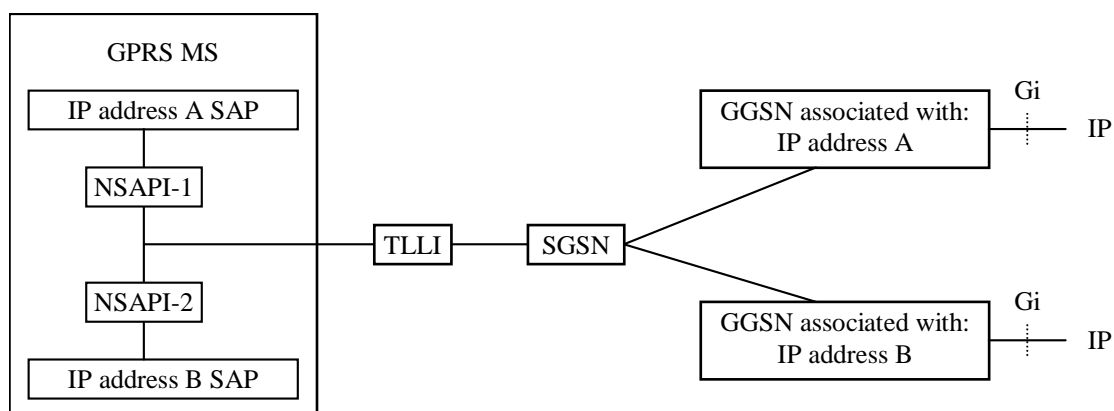 GPRS MS
IP address A SAP
NSAPI-1
NSAPI-2
IP address B SAP
TLLI
SGSN
GGSN associated with:
IP address A
Gi
IP
GGSN associated with:
IP address B
Gi
IP